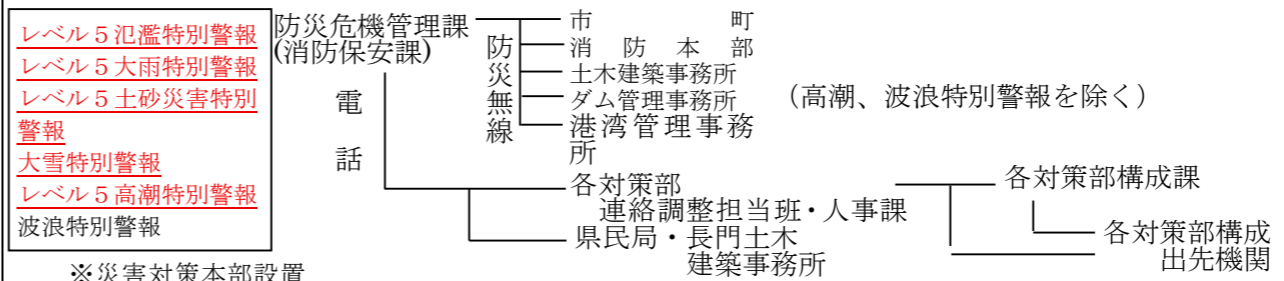 レベル５氾濫特別警報
レベル５大雨特別警報
レベル５土砂災害特別
警報
大雪特別警報
レベル５高潮特別警報
波浪特別警報
※災害対策本部設置
防災危機管理課
(消防保安課)
電話
防災無線
市町
消防本部
土木建築事務所
ダム管理事務所 （高潮、波浪特別警報を除く）
港湾管理事務
所
各対策部
連絡調整担当班・人事課
県民局・長門土木
建築事務所
各対策部構成課
各対策部構成
出先機関